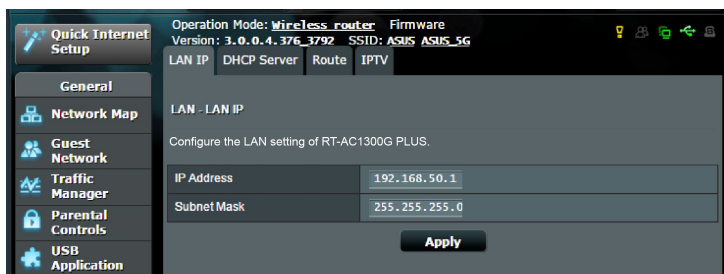 Quick Internet
Setup
General
Network Map
Guest
Network
Traffic
Manager
Parental
Controls
USB
Application
Operation Mode: Wireless router Firmware
Version: 3.0.0.4.376_3792 SSID: ASUS ASUS_5G
LAN IP DHCP Server Route IPTV
LAN - LAN IP
Configure the LAN setting of RT-AC1300G PLUS.
IP Address 192.168.50.1
Subnet Mask 255.255.255.0
Apply